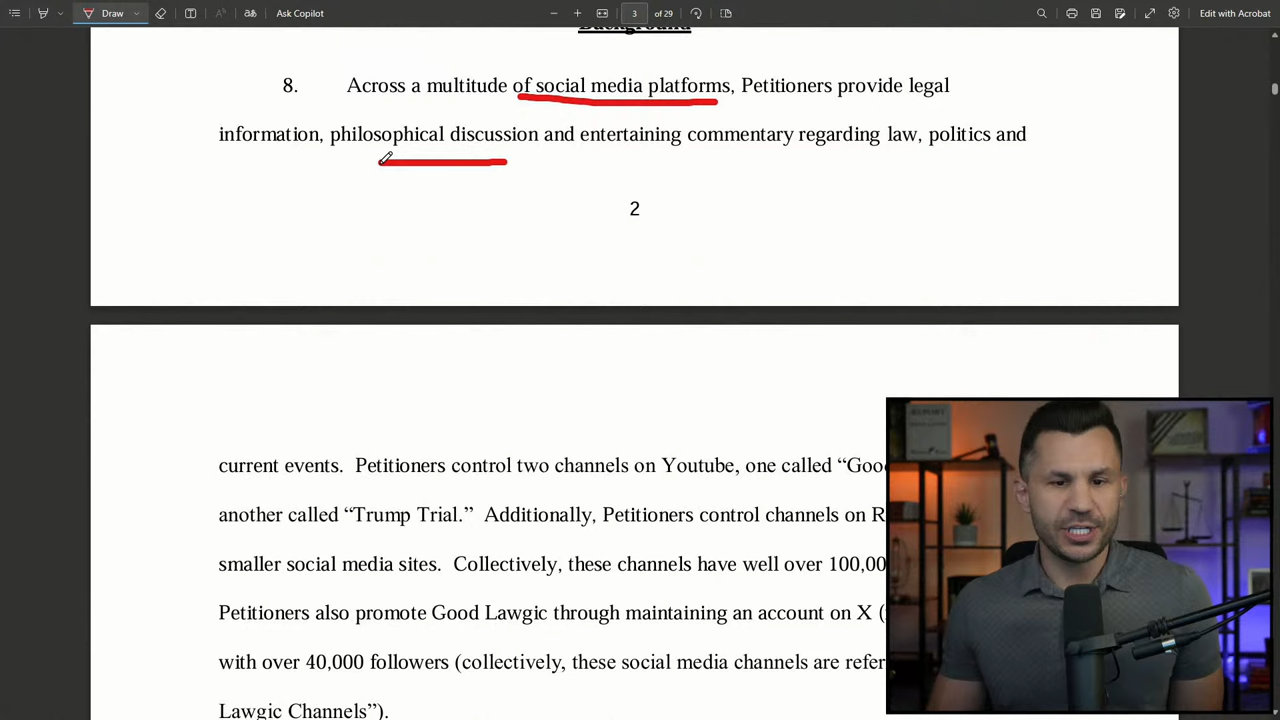 Draw
Ask Copilot
3 of 29
Edit with Acrobat
Background
8. Across a multitude of social media platforms, Petitioners provide legal
information, philosophical discussion and entertaining commentary regarding law, politics and
2
current events. Petitioners control two channels on Youtube, one called “Good
another called “Trump Trial.” Additionally, Petitioners control channels on R
smaller social media sites. Collectively, these channels have well over 100,00
Petitioners also promote Good Lawgic through maintaining an account on X (
with over 40,000 followers (collectively, these social media channels are refer
Lawgic Channels”).